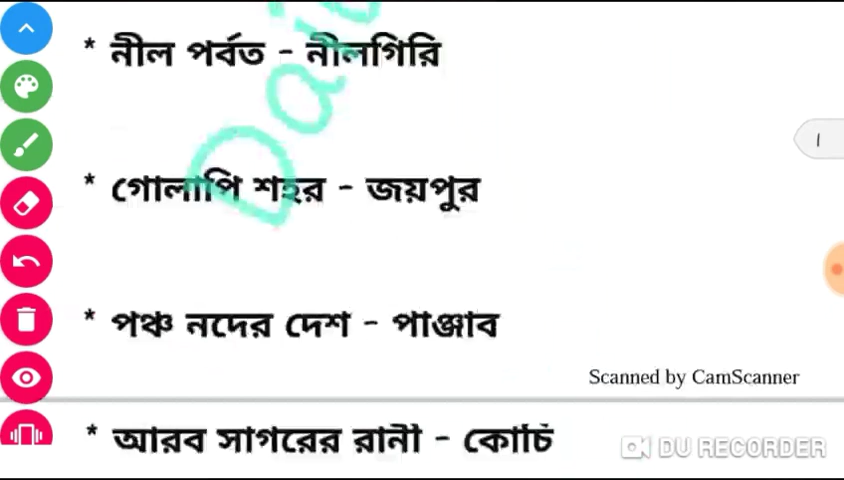 * নীল পর্বত - নীলগিরি
* গোলাপি শহর - জয়পুর
* পঞ্চ নদের দেশ - পাঞ্জাব
Scanned by CamScanner
* আরব সাগরের রানী - কোচি
DU RECORDER